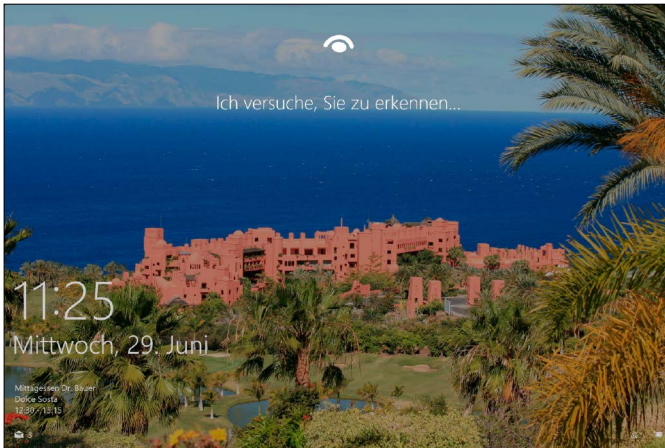 Ich versuche, Sie zu erkennen...
11:25
Mittwoch, 29. Juni
Mittagessen Dr. Bauer
Dolce Sosta
12:30 - 13:15
3